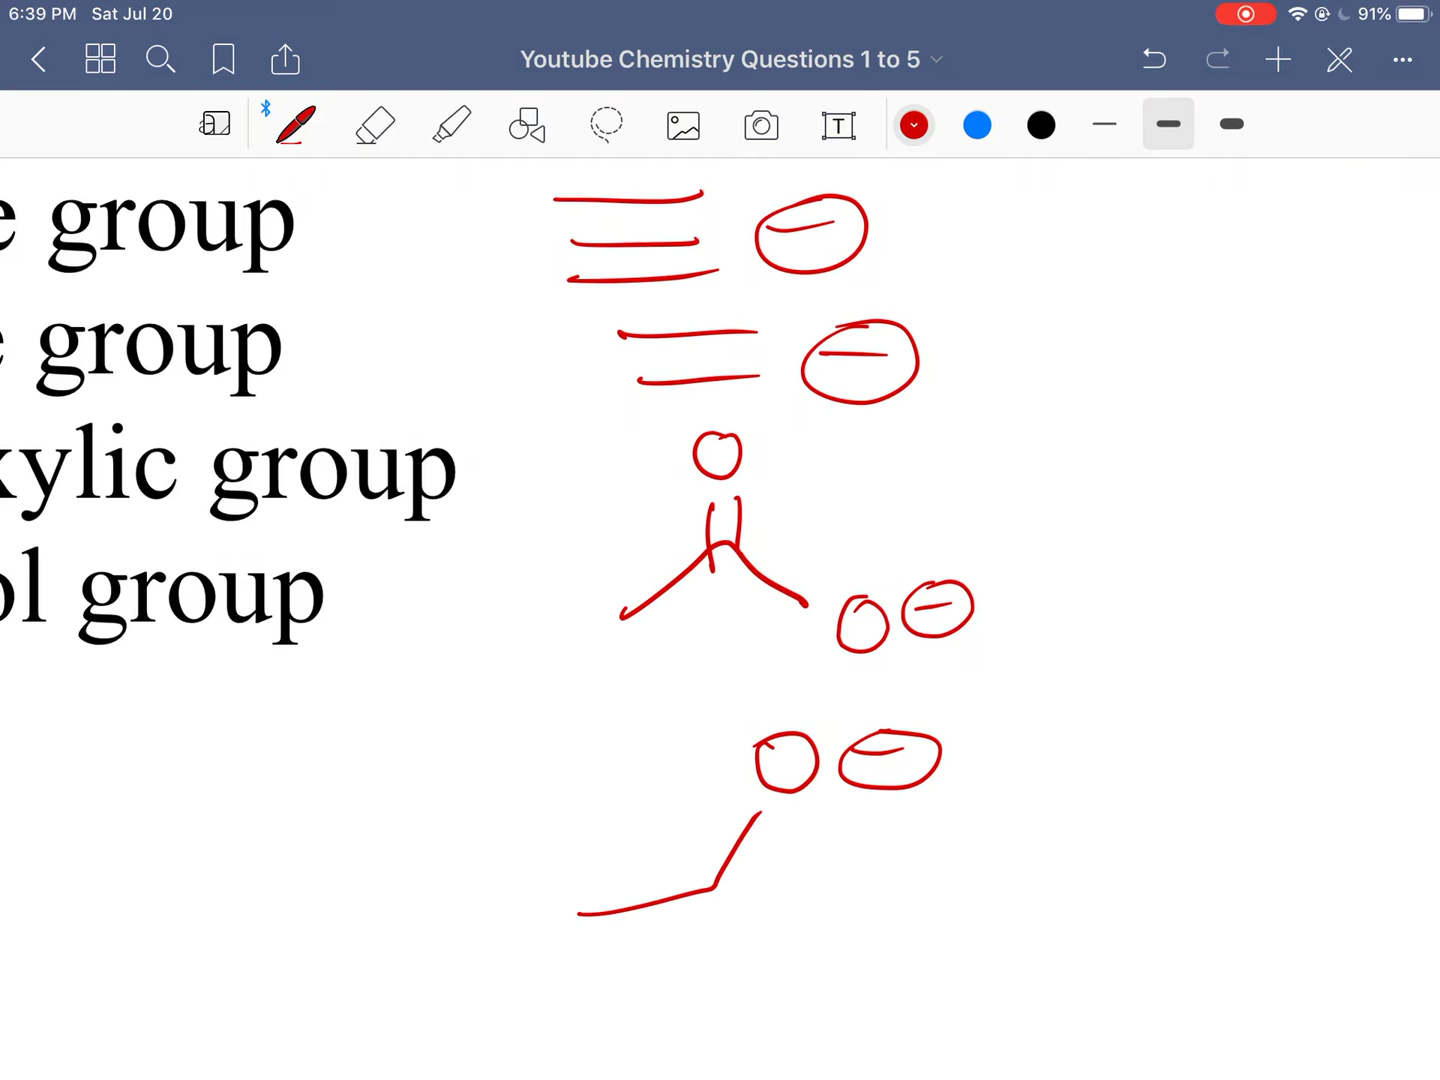 6:39 PM Sat Jul 20
91%
Youtube Chemistry Questions 1 to 5
T
e group
e group
xylic group
ol group
O
O
O